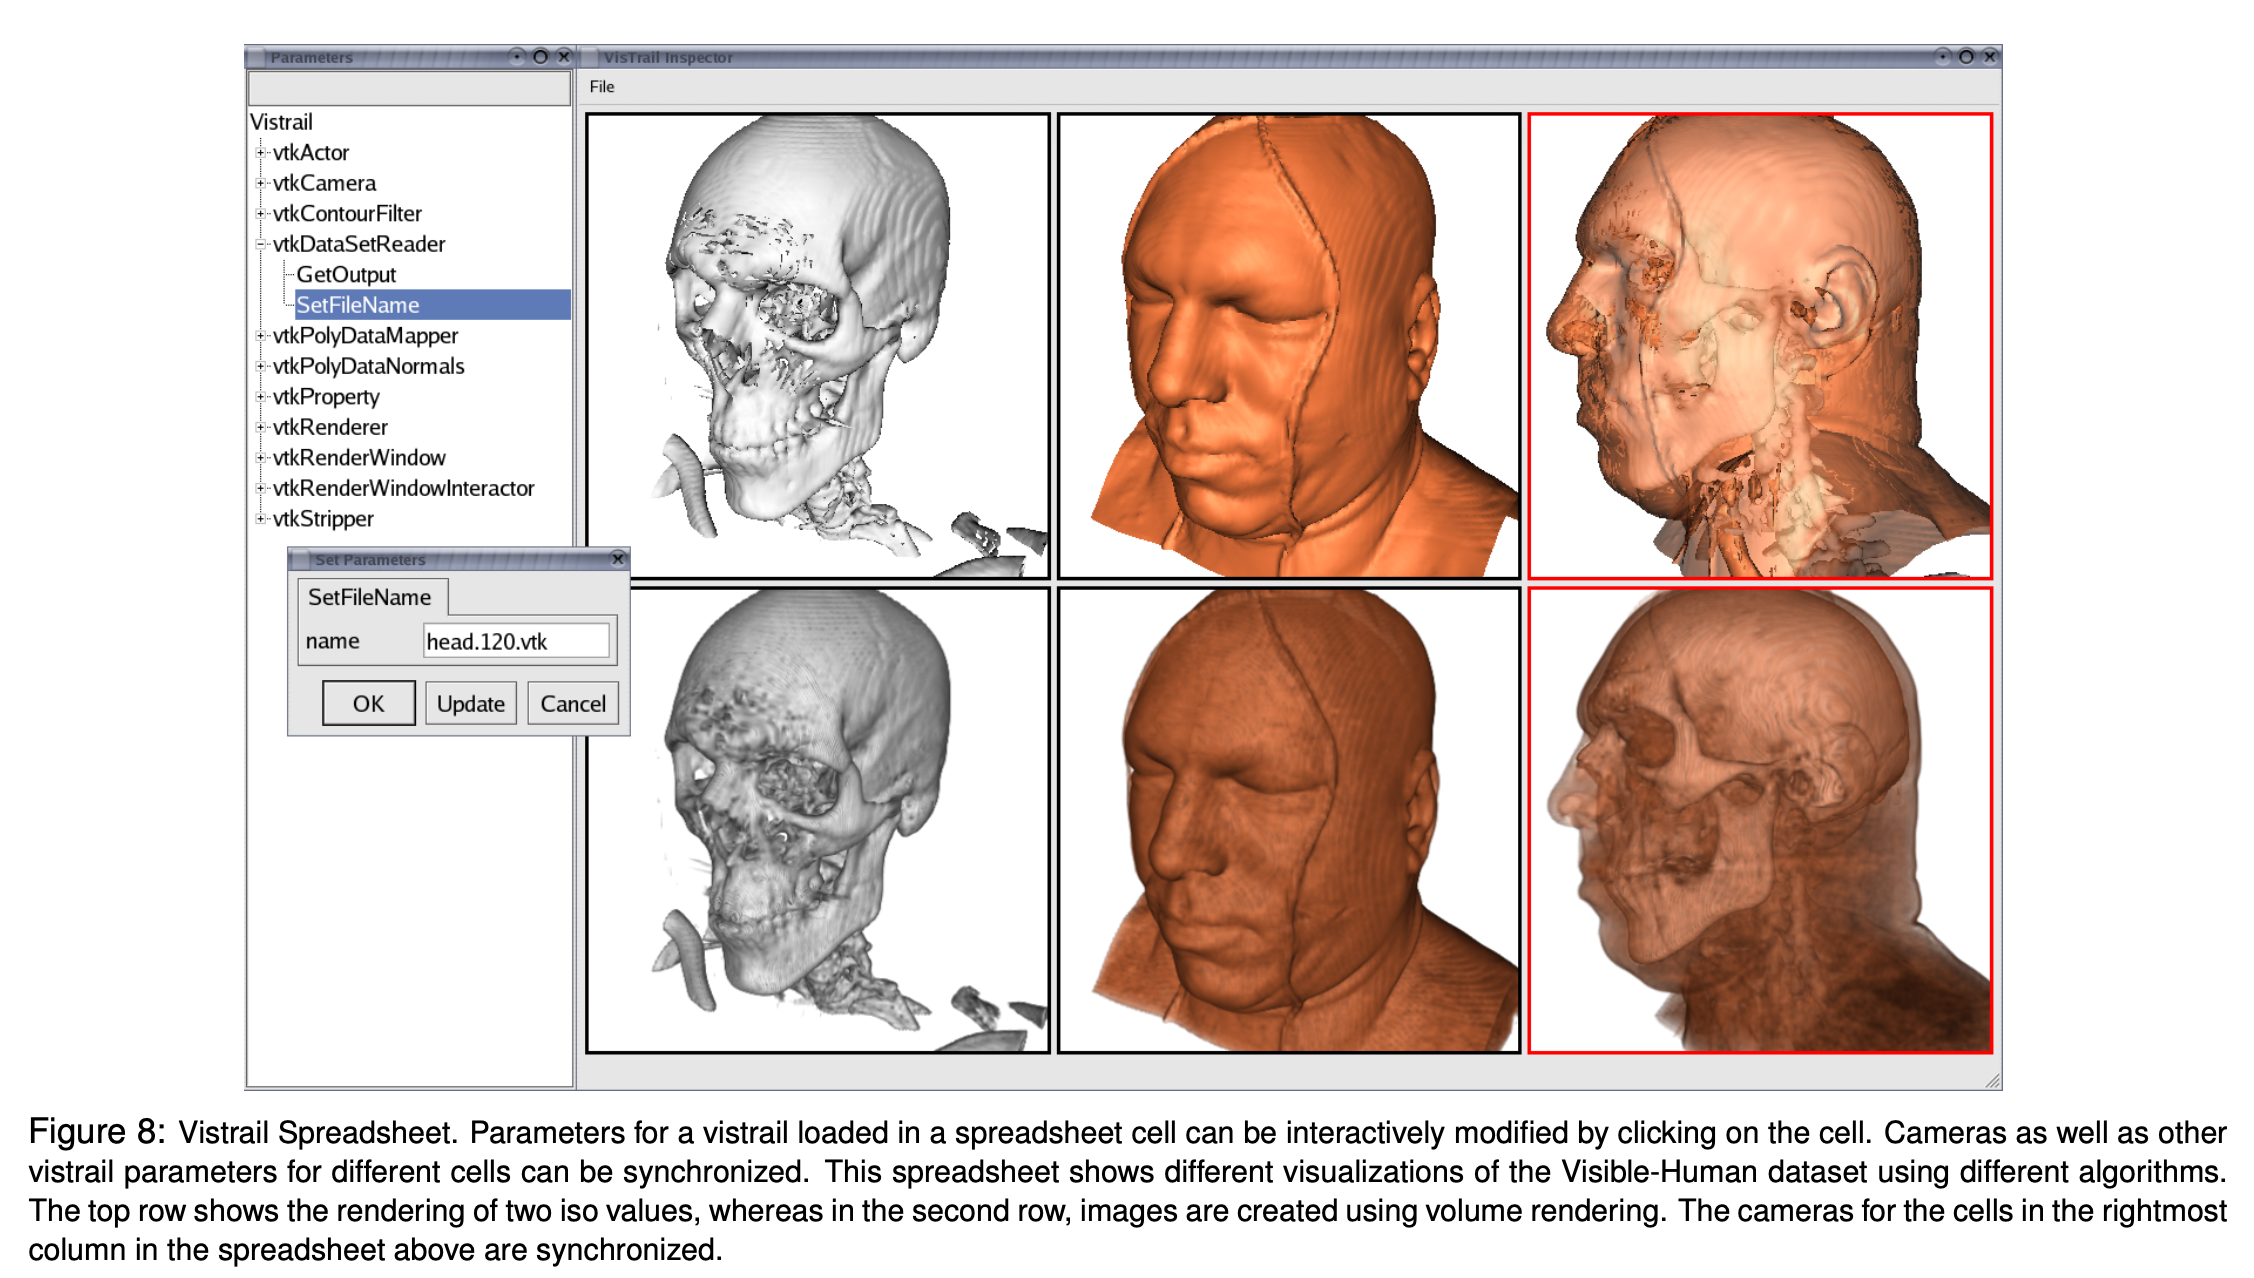 Parameters
VisTrail Inspector
File
Vistrail
vtkActor
vtkCamera
vtkContourFilter
vtkDataSetReader
GetOutput
SetFileName
vtkPolyDataMapper
vtkPolyDataNormals
vtkProperty
vtkRenderer
vtkRenderWindow
vtkRenderWindowInteractor
vtkStripper
Set Parameters
SetFileName
name head.120.vtk
OK Update Cancel
Figure 8: Vistrail Spreadsheet. Parameters for a vistrail loaded in a spreadsheet cell can be interactively modified by clicking on the cell. Cameras as well as other
vistrail parameters for different cells can be synchronized. This spreadsheet shows different visualizations of the Visible-Human dataset using different algorithms.
The top row shows the rendering of two iso values, whereas in the second row, images are created using volume rendering. The cameras for the cells in the rightmost
column in the spreadsheet above are synchronized.